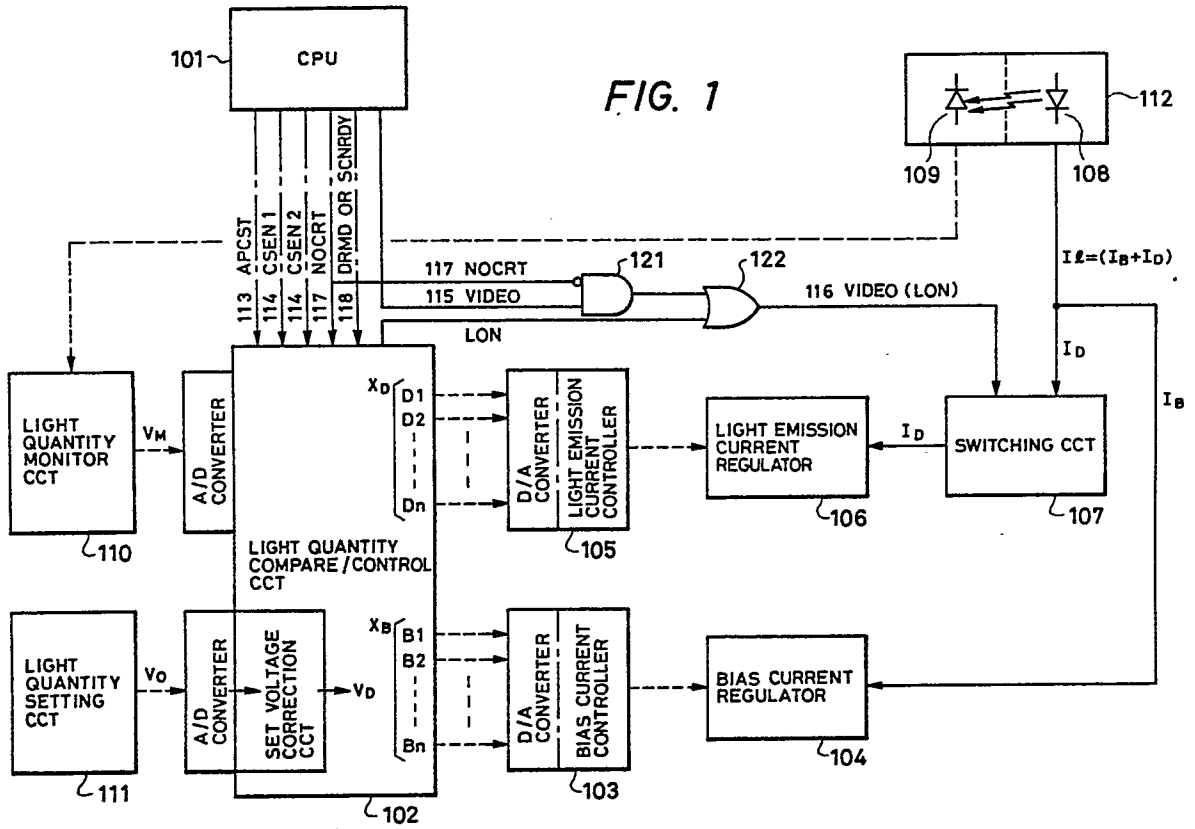 CPU
101
FIG. 1
112
109
108
113 APCST
114 CSEN 1
114 CSEN 2
117 NOCRT
118 DRMD OR SCNRDY
117 NOCRT
115 VIDEO
LON
121
122
116 VIDEO (LON)
Iℓ=(IB+ID)
ID
IB
LIGHT
QUANTITY
MONITOR
CCT
110
VM
A/D
CONVERTER
XD
D1
D2
Dn
D/A
CONVERTER
LIGHT EMISSION
CURRENT
CONTROLLER
105
LIGHT EMISSION
CURRENT
REGULATOR
106
ID
SWITCHING CCT
107
LIGHT QUANTITY
COMPARE/CONTROL
CCT
102
LIGHT
QUANTITY
SETTING
CCT
111
VO
A/D
CONVERTER
SET VOLTAGE
CORRECTION
CCT
VD
XB
B1
B2
Bn
D/A
CONVERTER
BIAS CURRENT
CONTROLLER
103
BIAS CURRENT
REGULATOR
104